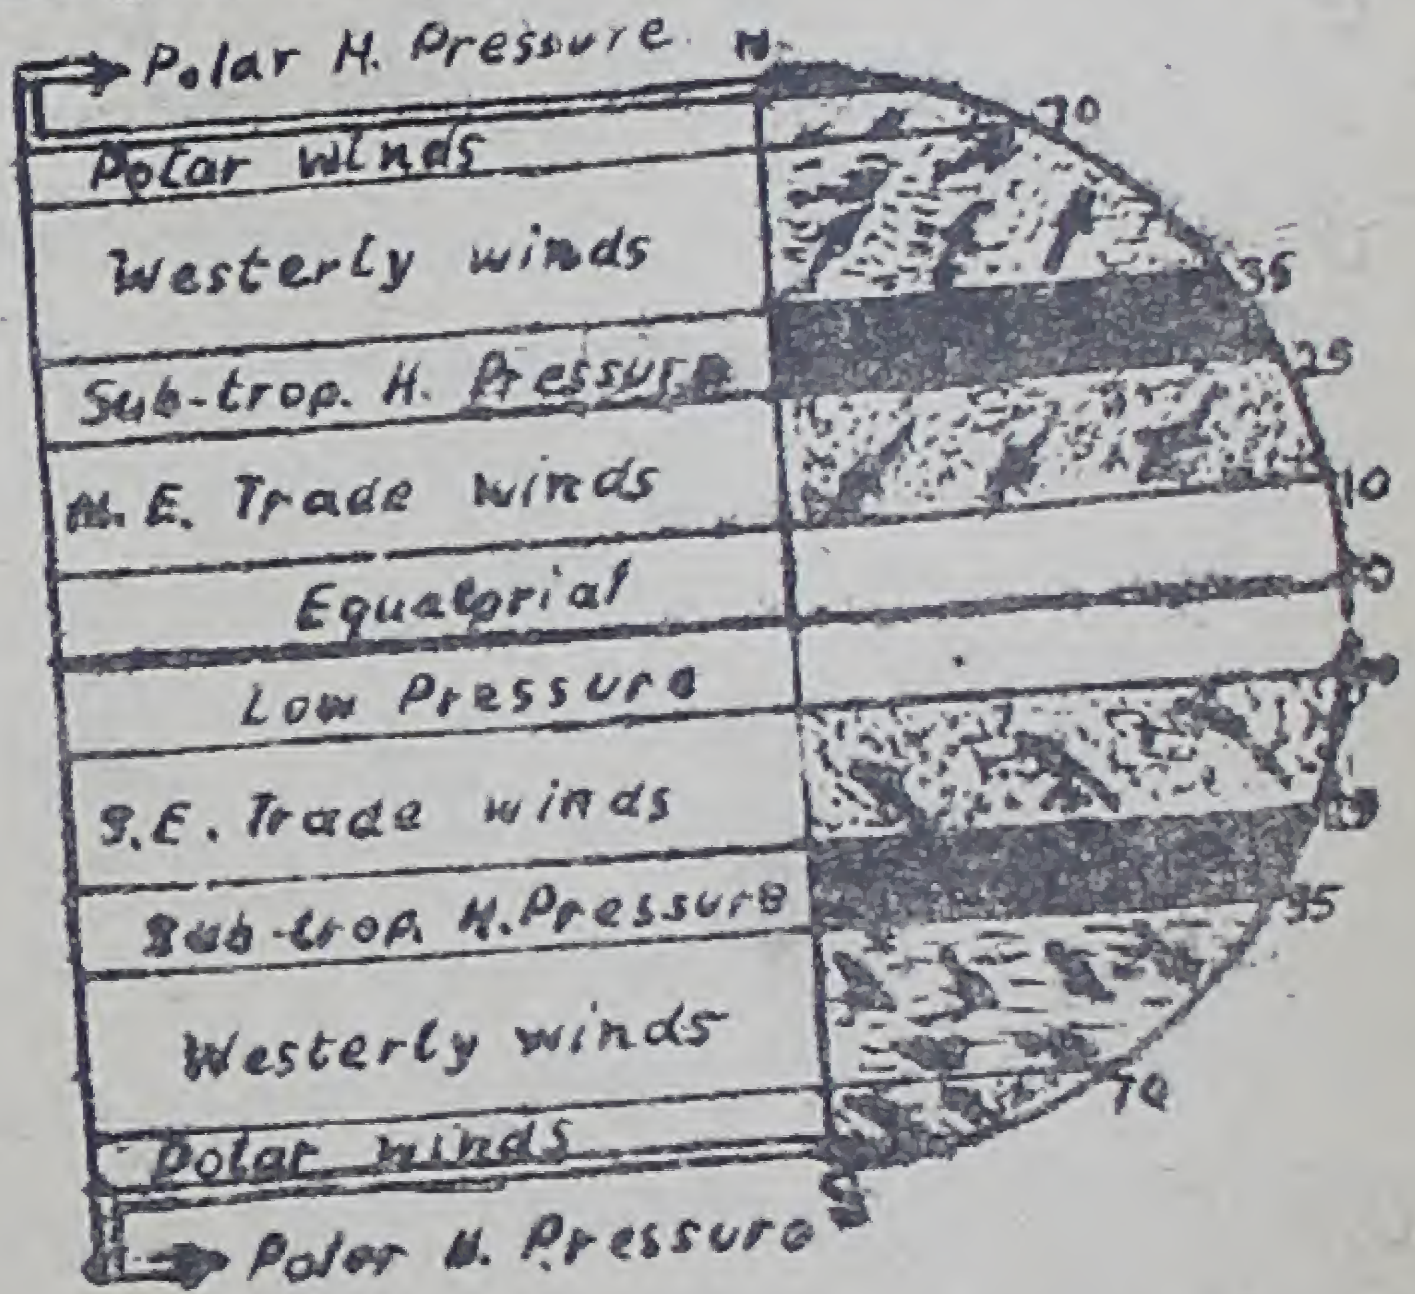 Polar H. Pressure N.
Polar winds 70
Westerly winds
35
Sub-trop. H. Pressure 25
N. E. Trade winds
10
Equatorial
0
Low Pressure
S.E. Trade winds
Sub-trop. H. Pressure 35
Westerly winds
70
Polar winds
S
Polar H. Pressure